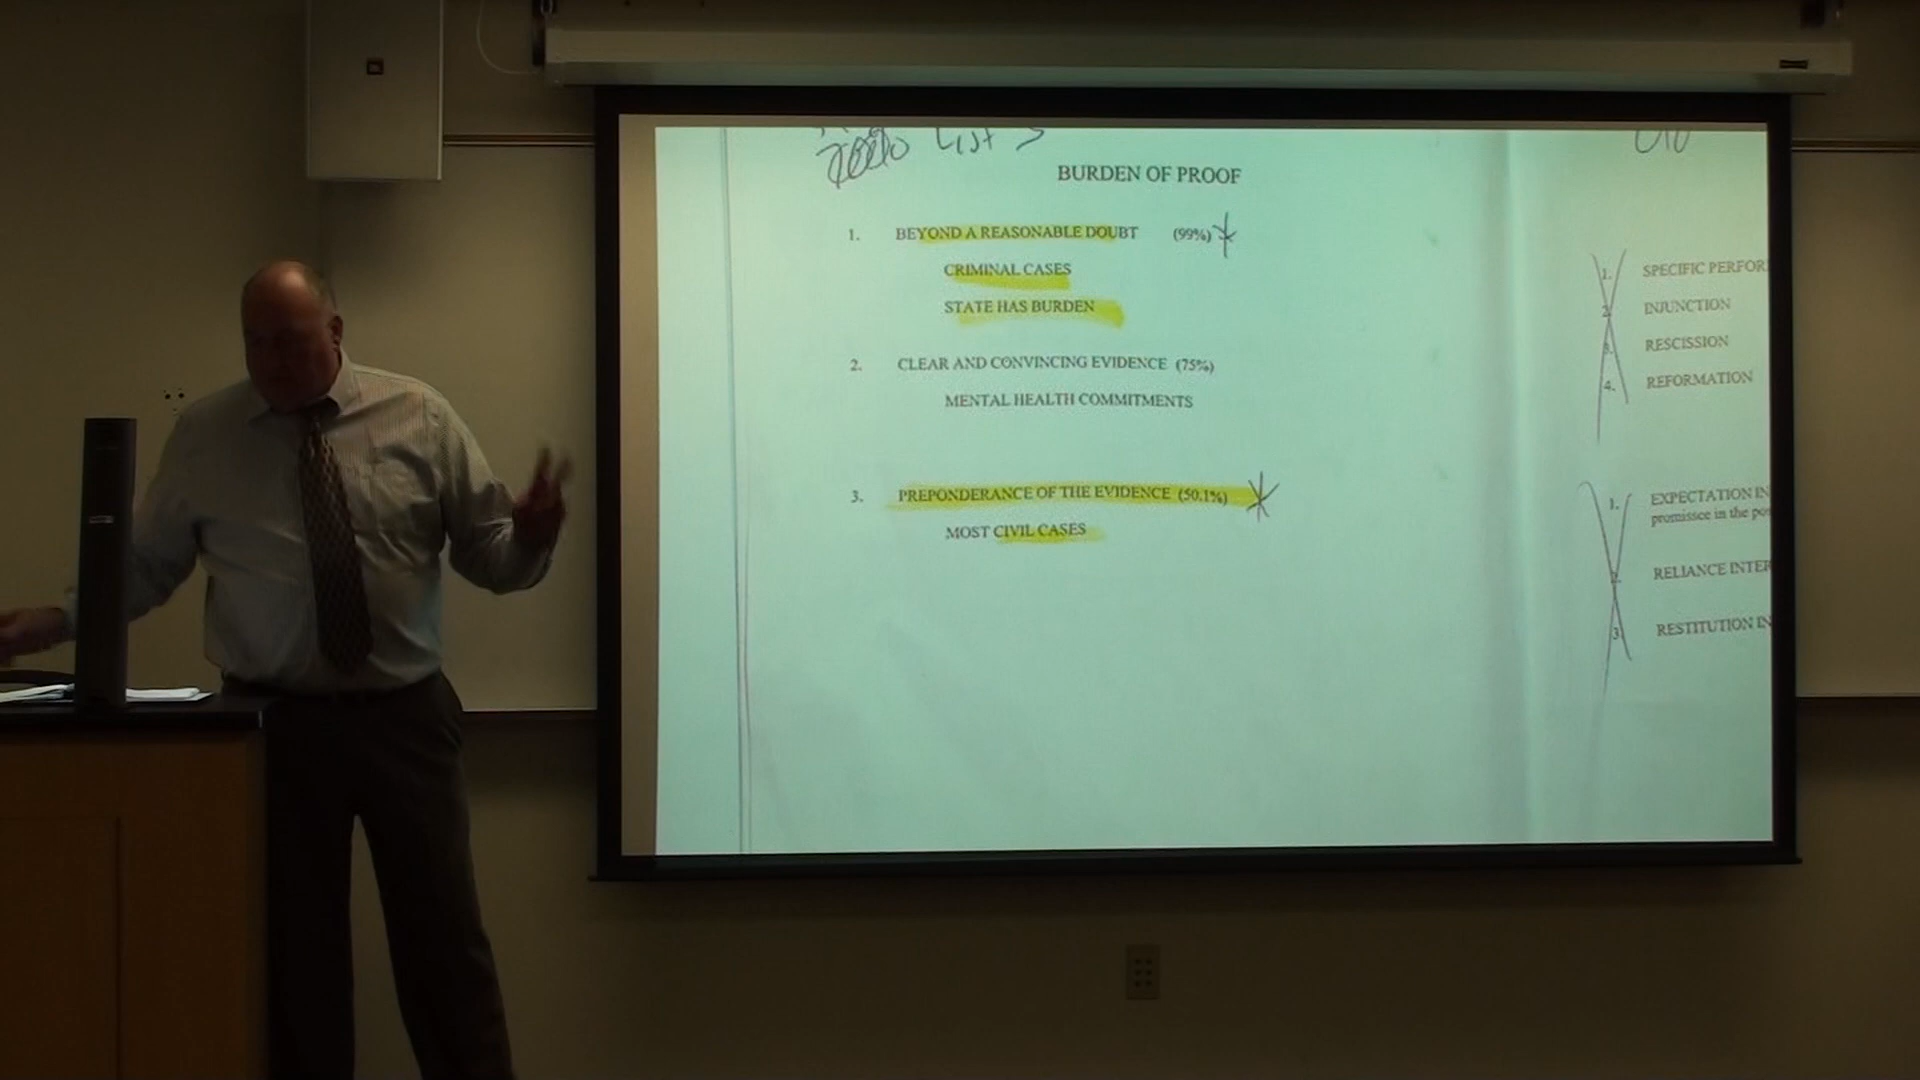 List
BURDEN OF PROOF
1. BEYOND A REASONABLE DOUBT (99%)
CRIMINAL CASES
STATE HAS BURDEN
2. CLEAR AND CONVINCING EVIDENCE (75%)
MENTAL HEALTH COMMITMENTS
3. PREPONDERANCE OF THE EVIDENCE (50.1%)
MOST CIVIL CASES
1. SPECIFIC PERFOR
2. INJUNCTION
3. RESCISSION
4. REFORMATION
1. EXPECTATION IN
promissee in the po
2. RELIANCE INTER
3. RESTITUTION IN